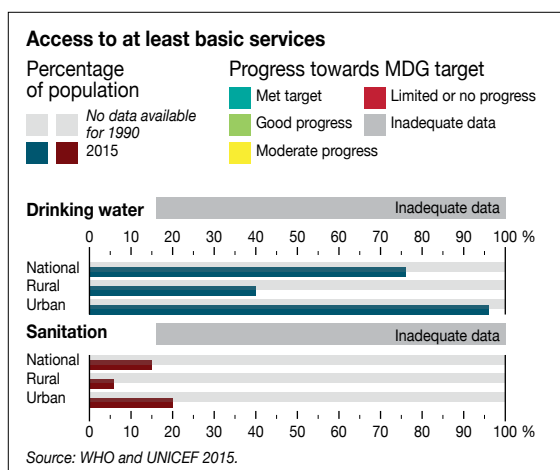 Access to at least basic services
Percentage of population
No data available for 1990
2015
Progress towards MDG target
Met target
Limited or no progress
Good progress
Inadequate data
Moderate progress
Drinking water
Inadequate data
0 10 20 30 40 50 60 70 80 90 100 %
National
Rural
Urban
Sanitation
Inadequate data
National
Rural
Urban
0 10 20 30 40 50 60 70 80 90 100 %
Source: WHO and UNICEF 2015.